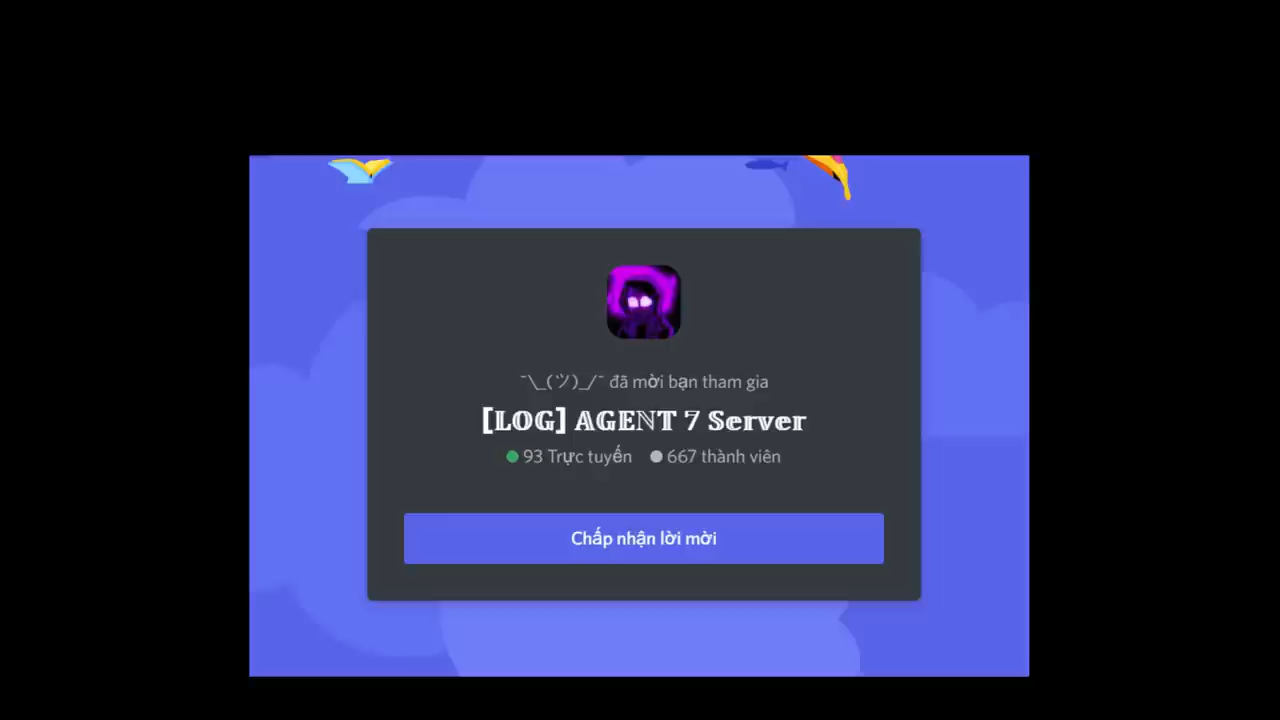 ¯\_(ツ)_/¯ đã mời bạn tham gia
[𝕃𝕆𝔾] 𝔸𝔾𝔼ℕ𝕋 𝟟 𝕊𝕖𝕣𝕧𝕖𝕣
93 Trực tuyến 667 thành viên
Chấp nhận lời mời